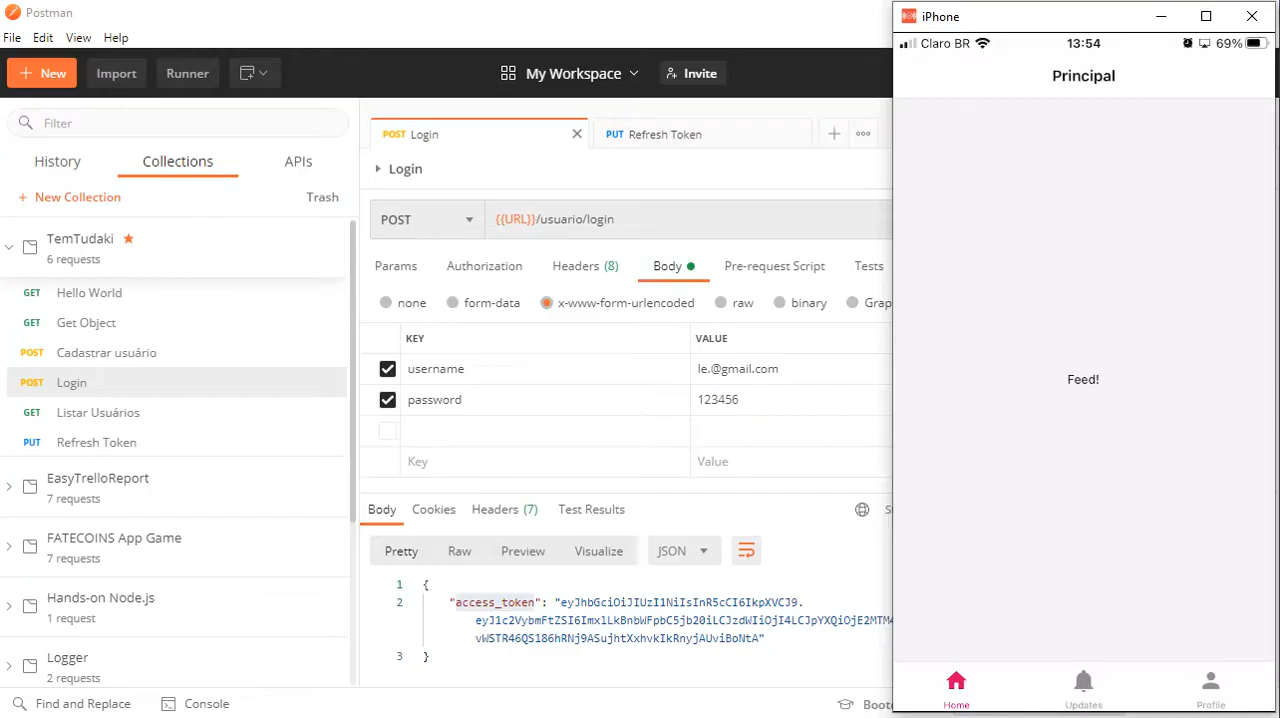 Postman
File Edit View Help
New Import Runner My Workspace Invite
Filter
History Collections APIs
+ New Collection Trash
TemTudaki
6 requests
GET Hello World
GET Get Object
POST Cadastrar usuário
POST Login
GET Listar Usuários
PUT Refresh Token
EasyTrelloReport
7 requests
FATECOINS App Game
7 requests
Hands-on Node.js
1 request
Logger
2 requests
Find and Replace Console
POST Login PUT Refresh Token
Login
POST {{URL}}/usuario/login
Params Authorization Headers (8) Body Pre-request Script Tests
none form-data x-www-form-urlencoded raw binary Grap
KEY VALUE
username le.@gmail.com
password 123456
Key Value
Body Cookies Headers (7) Test Results
Pretty Raw Preview Visualize JSON
1 {
2 "access_token": "eyJhbGciOiJIUzI1NiIsInR5cCI6IkpXVCJ9.
eyJ1c2VybmFtZSI6ImxlLkBnbWFpbC5jb20iLCJzdWIiOjI4LCJpYXQiOjE2MTM4
vWSTR46QS186hRNj9ASujhtXxhvkIkRnyjAUviBoNtA"
3 }
Boot
iPhone
Claro BR 13:54 69%
Principal
Feed!
Home Updates Profile